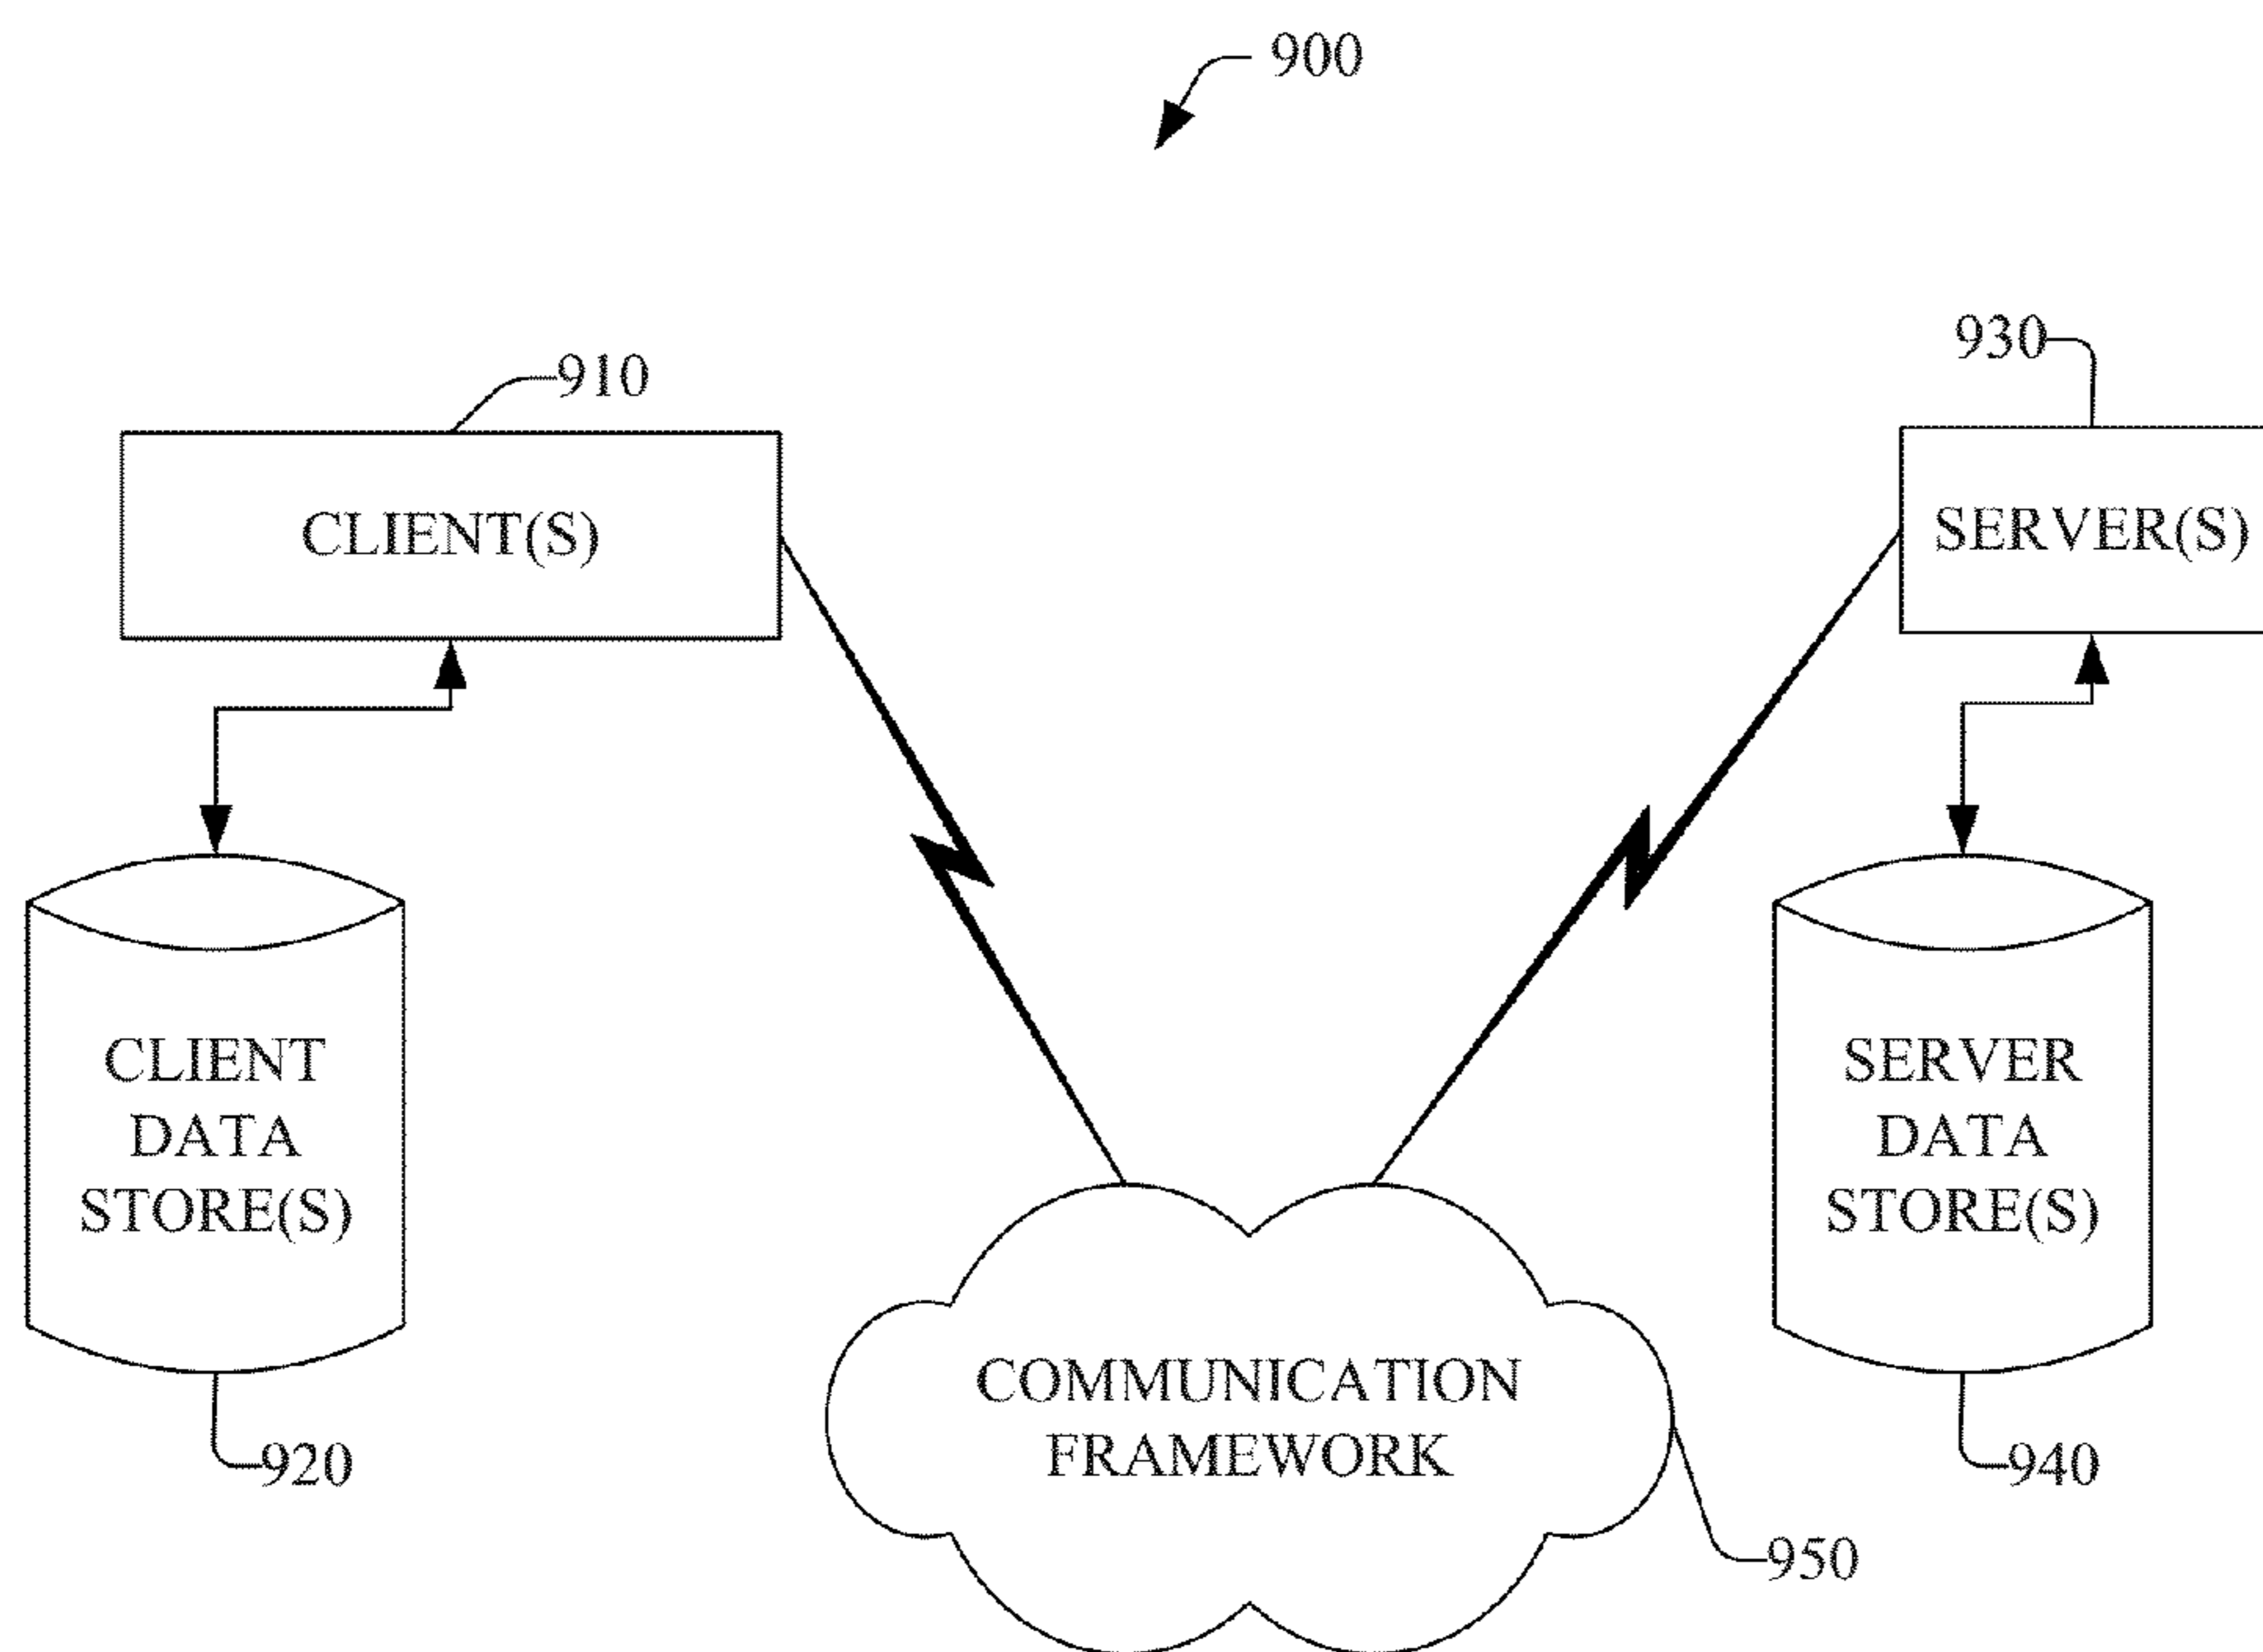 900
910
930
CLIENT(S)
SERVER(S)
CLIENT
DATA
STORE(S)
SERVER
DATA
STORE(S)
COMMUNICATION
FRAMEWORK
920
940
950